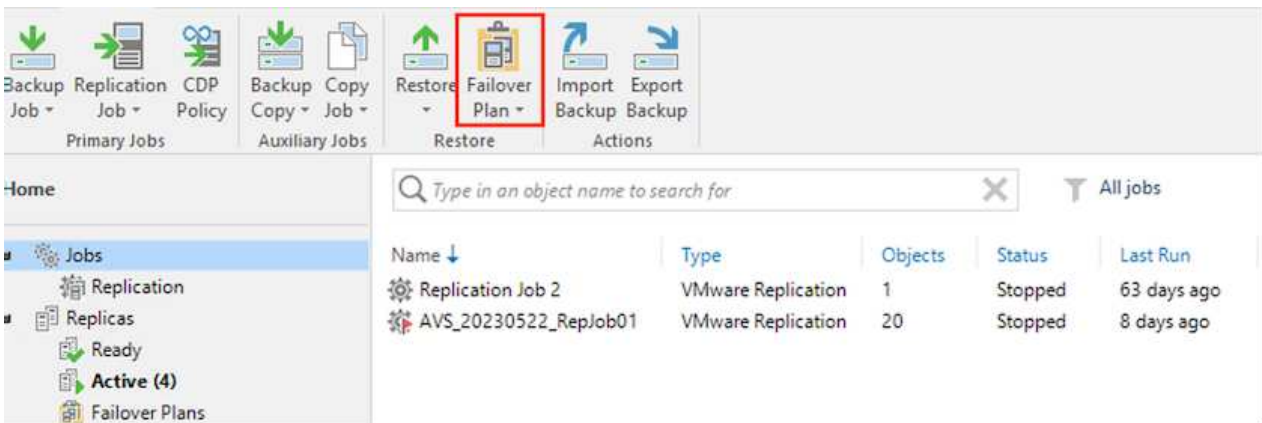 Backup Replication CDP Backup Copy Restore Failover Import Export
Job Job Policy Copy Job Plan Backup Backup
Primary Jobs Auxiliary Jobs Restore Actions
Home Type in an object name to search for All jobs
Jobs Name Type Objects Status Last Run
Replication Replication Job 2 VMware Replication 1 Stopped 63 days ago
Replicas AVS_20230522_RepJob01 VMware Replication 20 Stopped 8 days ago
Ready
Active (4)
Failover Plans